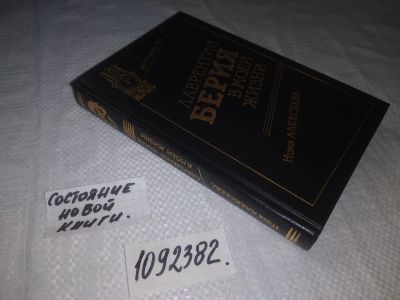 ЛАВРЕНТИЙ
БЕРИЯ
В МОЕЙ
ЖИЗНИ
Нина АЛЕКСЕЕВА
СОСТОЯНИЕ
НОВОЙ
КНИГИ.
1092382.